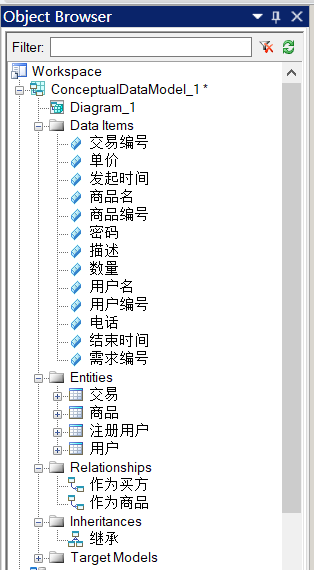 Object Browser
Filter:
Workspace
ConceptualDataModel_1 *
Diagram_1
Data Items
交易编号
单价
发起时间
商品名
商品编号
密码
描述
数量
用户名
用户编号
电话
结束时间
需求编号
Entities
交易
商品
注册用户
用户
Relationships
作为买方
作为商品
Inheritances
继承
Target Models